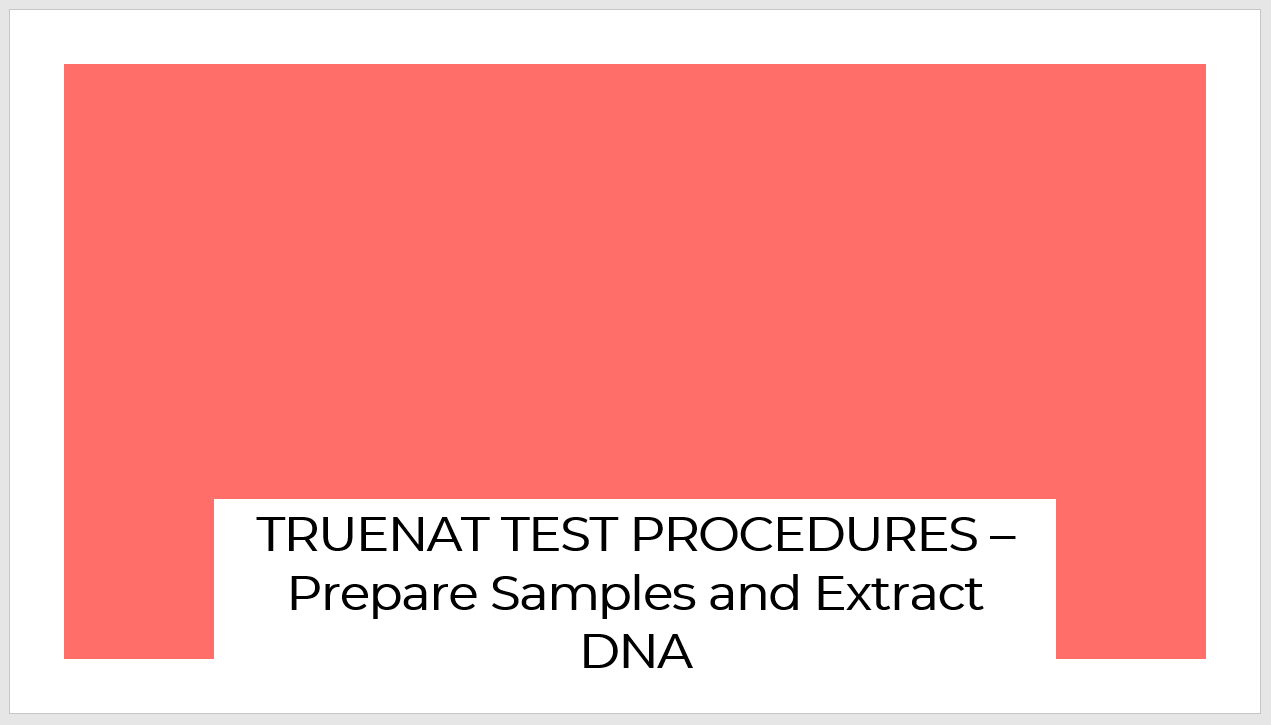 TRUENAT TEST PROCEDURES –
Prepare Samples and Extract
DNA